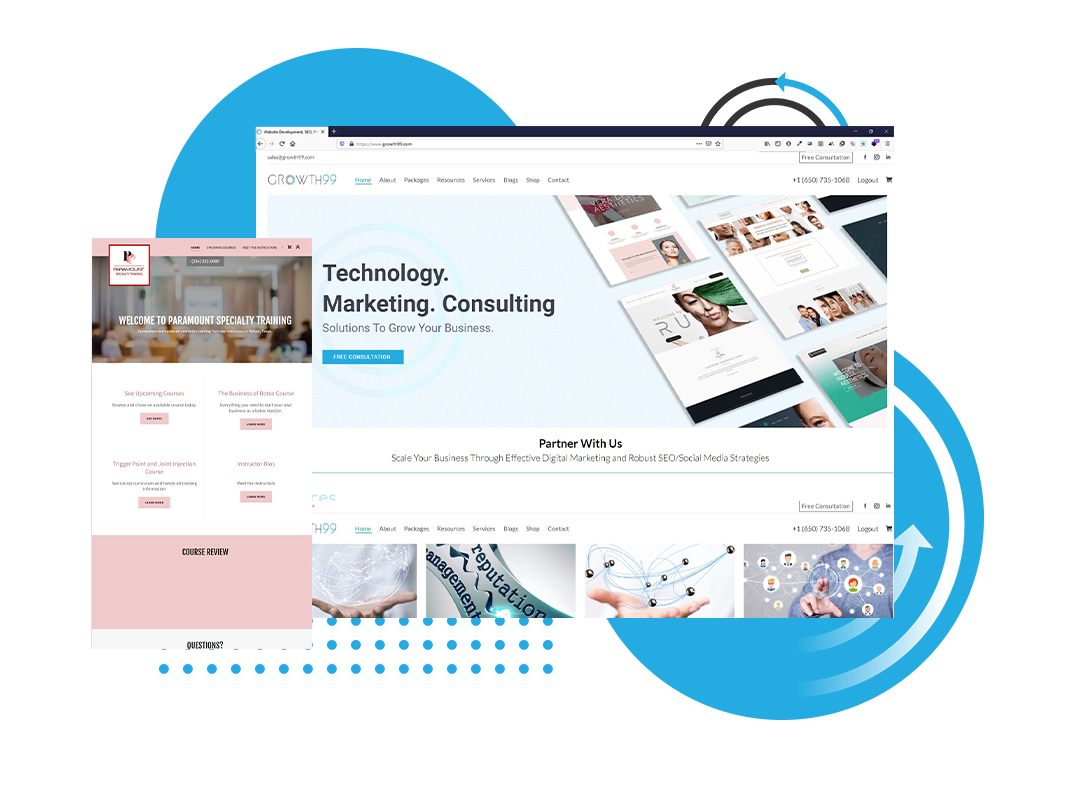 Website Development, SEO,
https://www.growth99.com
sales@growth99.com
Free Consultation
GROWTH99
Home About Packages Resources Services Blogs Shop Contact
+1 (650) 735-1068 Logout
Technology.
Marketing. Consulting
Solutions To Grow Your Business.
FREE CONSULTATION
Partner With Us
Scale Your Business Through Effective Digital Marketing and Robust SEO/Social Media Strategies
Free Consultation
TH99
Home About Packages Resources Services Blogs Shop Contact
+1 (650) 735-1068 Logout
management
reputation
HOME UPCOMING COURSES MEET THE INSTRUCTORS
P
PARAMOUNT
SPECIALTY TRAINING
WELCOME TO PARAMOUNT SPECIALTY TRAINING
See Upcoming Courses
Browse and chose an available course today.
The Business of Botox Course
Everything you need to start your own
business as a botox injector.
LEARN MORE
Trigger Point and Joint Injection
Course
See course curriculum and hands-on training
information
LEARN MORE
Instructor Bios
Meet the instructors
LEARN MORE
COURSE REVIEW
QUESTIONS?